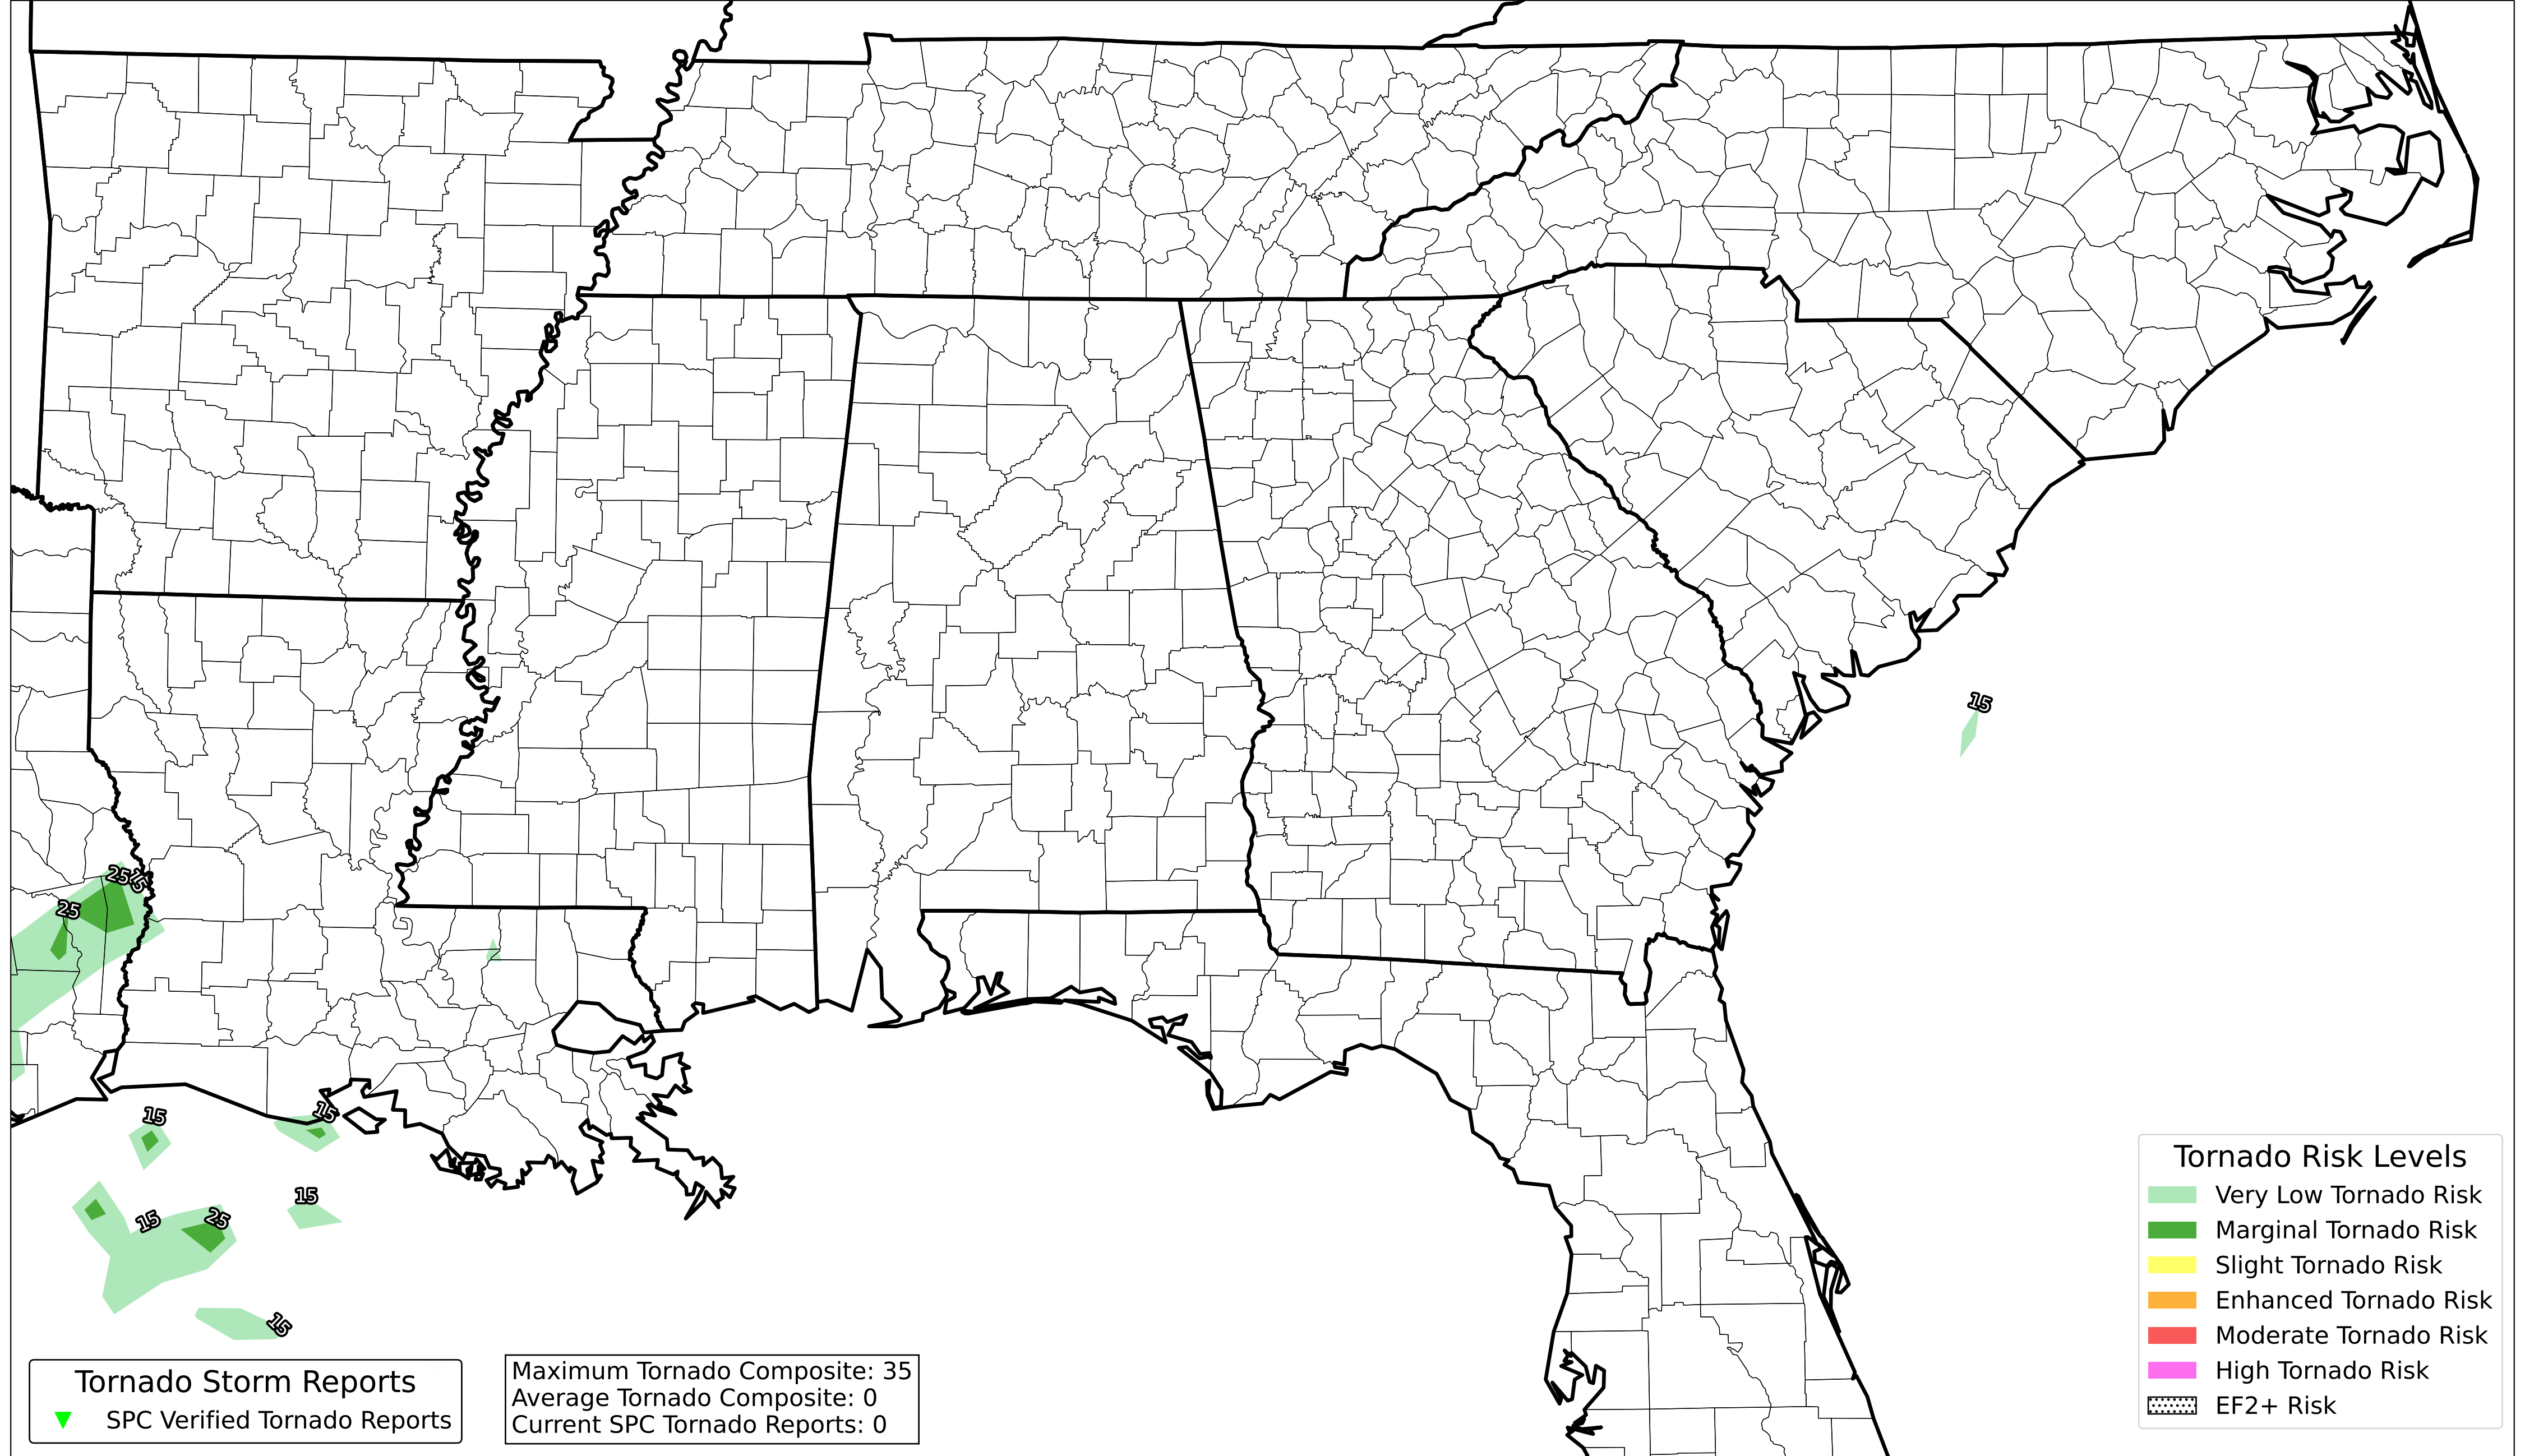 15
25
15
25
15
15
15
15
25
15
Tornado Storm Reports
SPC Verified Tornado Reports
Maximum Tornado Composite: 35
Average Tornado Composite: 0
Current SPC Tornado Reports: 0
Tornado Risk Levels
Very Low Tornado Risk
Marginal Tornado Risk
Slight Tornado Risk
Enhanced Tornado Risk
Moderate Tornado Risk
High Tornado Risk
EF2+ Risk